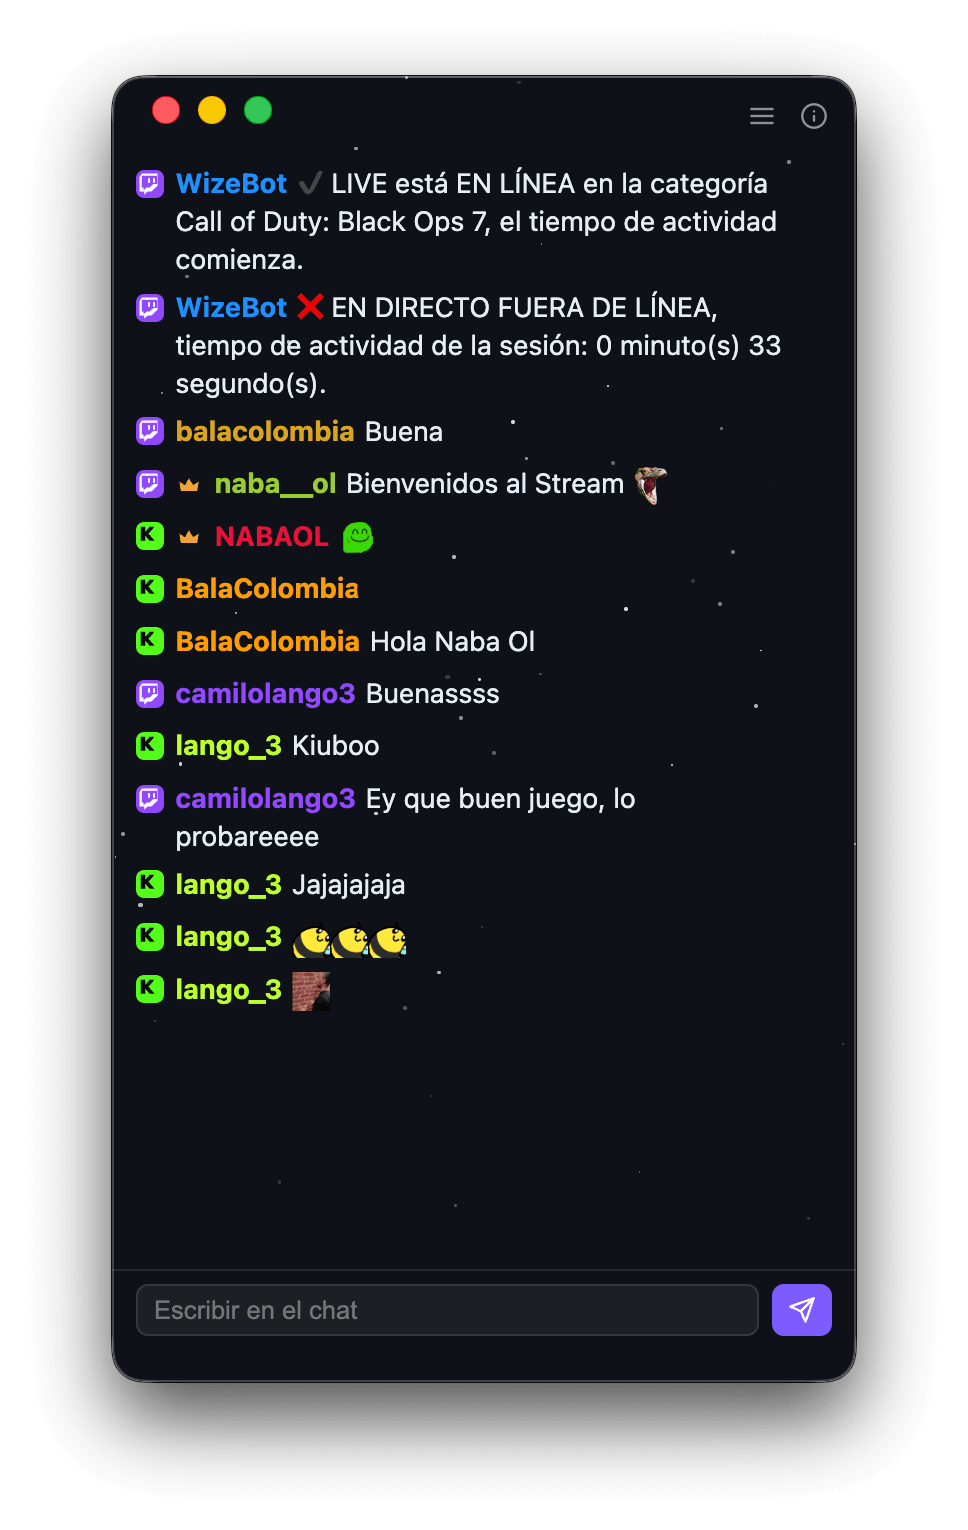 WizeBot ✔ LIVE está EN LÍNEA en la categoría
Call of Duty: Black Ops 7, el tiempo de actividad
comienza.
WizeBot ❌ EN DIRECTO FUERA DE LÍNEA,
tiempo de actividad de la sesión: 0 minuto(s) 33
segundo(s).
balacolombia Buena
naba__ol Bienvenidos al Stream
K NABAOL
K BalaColombia
K BalaColombia Hola Naba Ol
camilolango3 Buenassss
K lango_3 Kiuboo
camilolango3 Ey que buen juego, lo
probareeee
K lango_3 Jajajajaja
K lango_3
K lango_3
Escribir en el chat